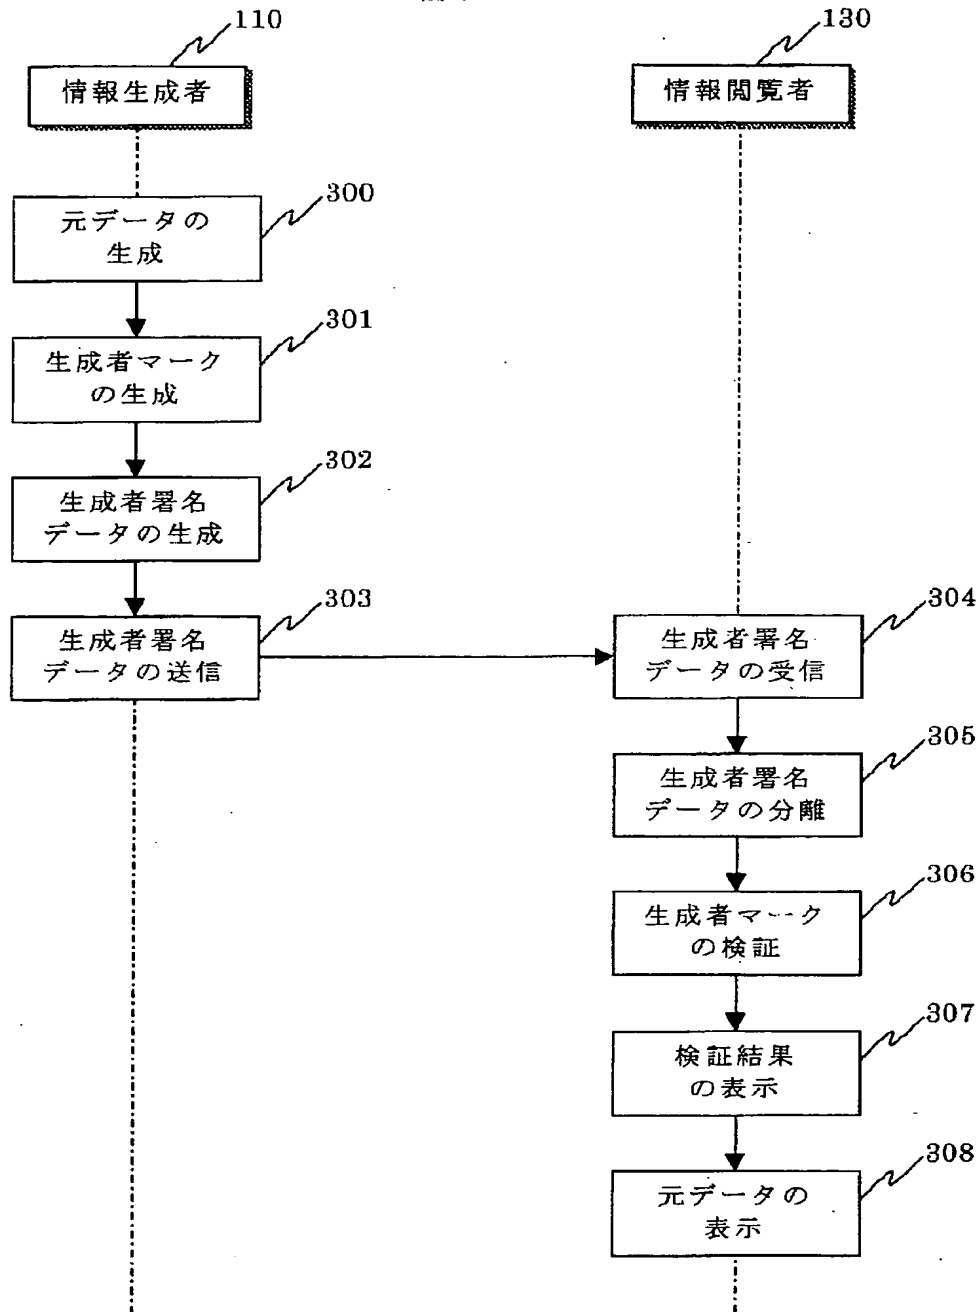 110
情報生成者
130
情報閲覧者
300
元データの
生成
301
生成者マーク
の生成
302
生成者署名
データの生成
303
生成者署名
データの送信
304
生成者署名
データの受信
305
生成者署名
データの分離
306
生成者マーク
の検証
307
検証結果
の表示
308
元データの
表示